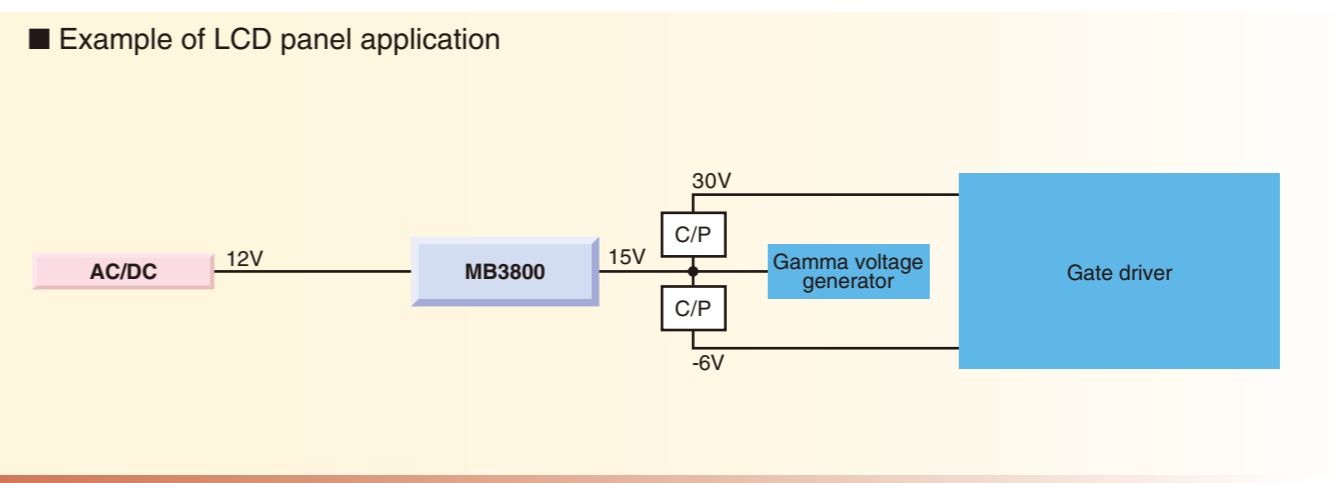 ■ Example of LCD panel application
30V
C/P
12V
15V
AC/DC
MB3800
Gamma voltage
generator
Gate driver
C/P
-6V